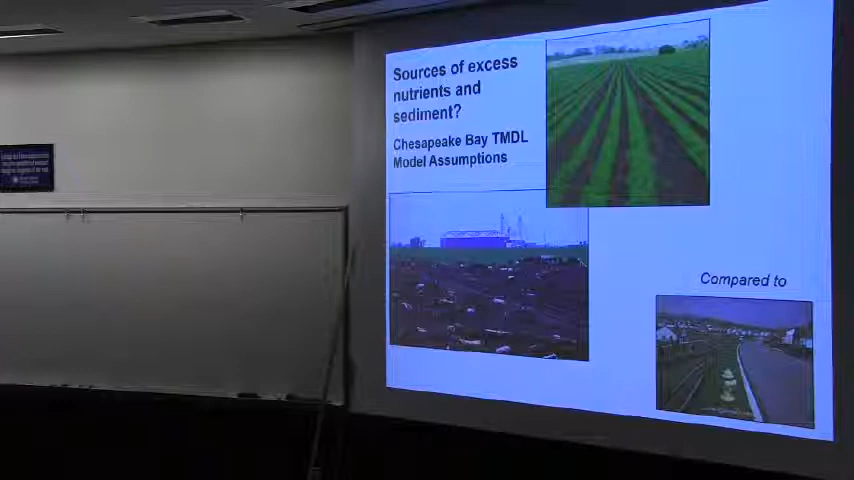 Sources of excess
nutrients and
sediment?
Chesapeake Bay TMDL
Model Assumptions
Compared to